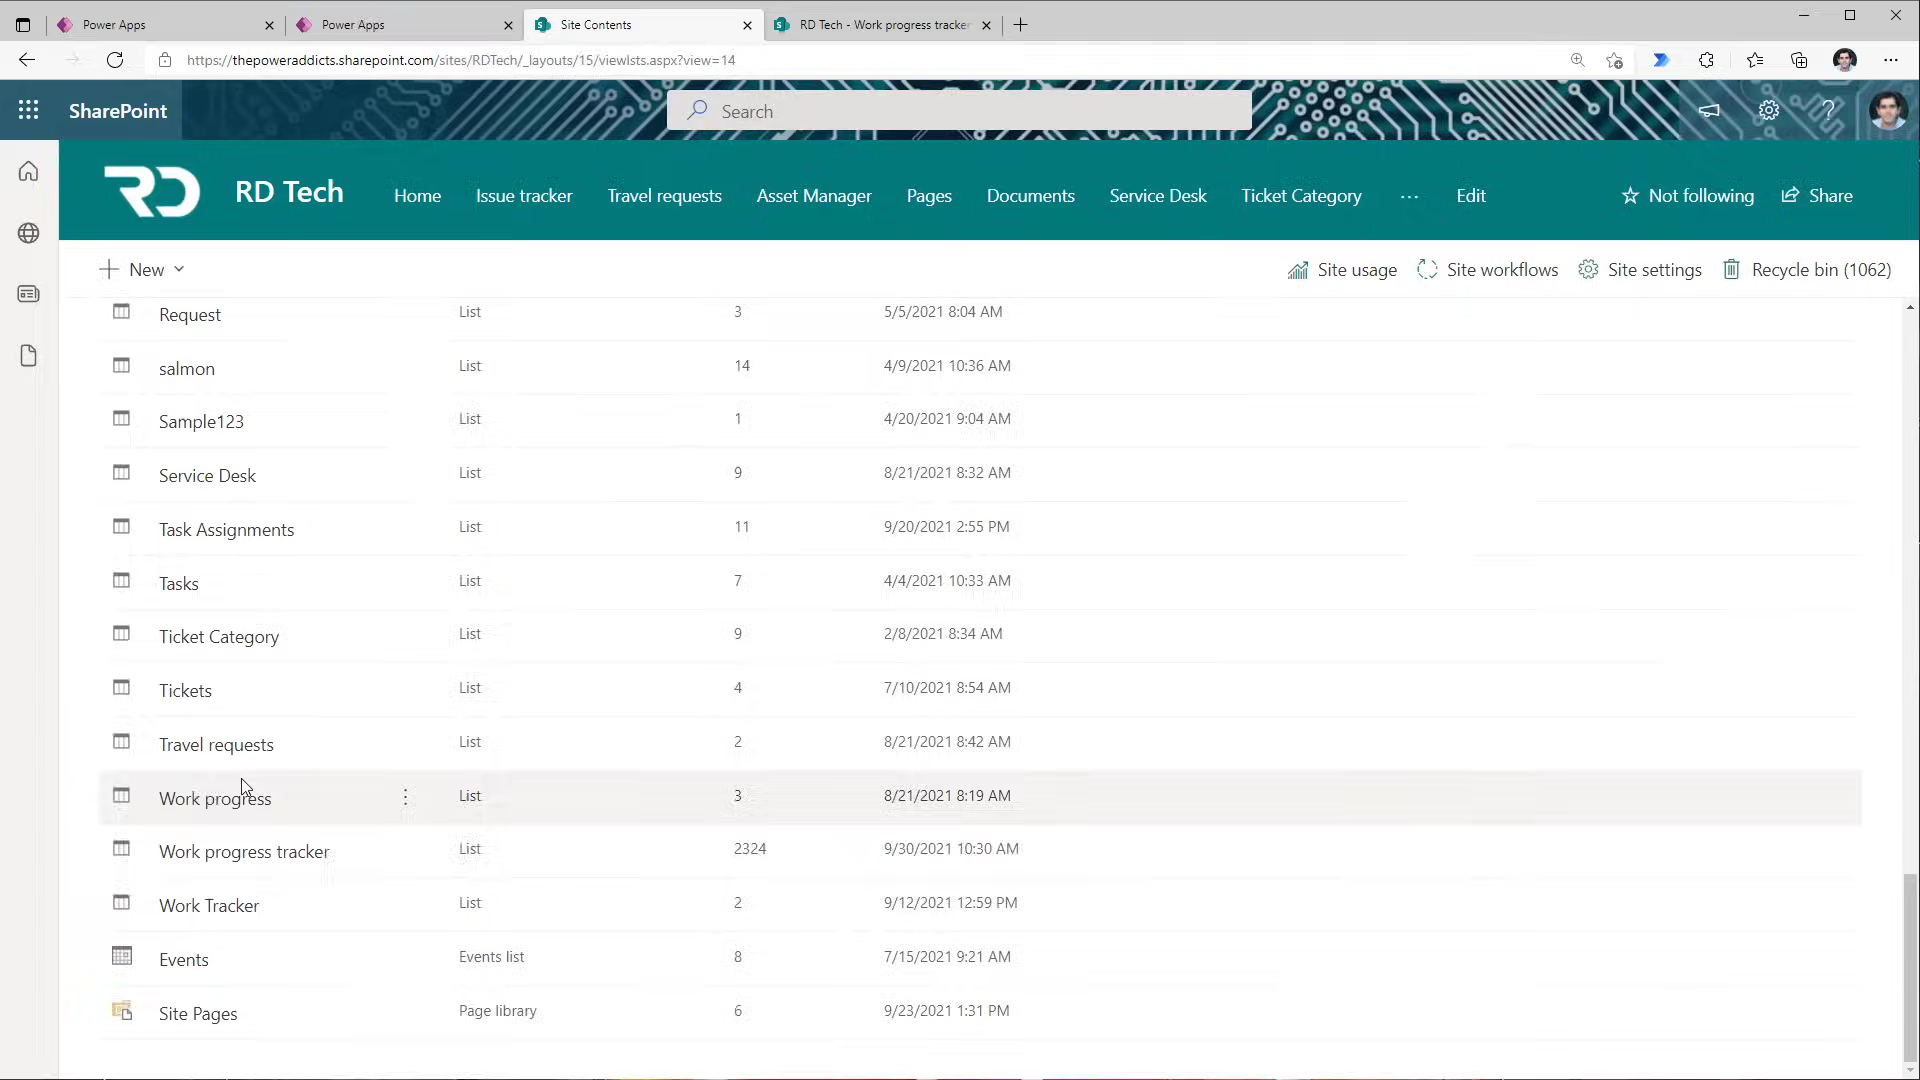 Power Apps
Power Apps
Site Contents
RD Tech - Work progress tracker
https://thepoweraddicts.sharepoint.com/sites/RDTech/_layouts/15/viewlsts.aspx?view=14
SharePoint
Search
RD
RD Tech
Home
Issue tracker
Travel requests
Asset Manager
Pages
Documents
Service Desk
Ticket Category
...
Edit
Not following
Share
New
Site usage
Site workflows
Site settings
Recycle bin (1062)
Request List 3 5/5/2021 8:04 AM
salmon List 14 4/9/2021 10:36 AM
Sample123 List 1 4/20/2021 9:04 AM
Service Desk List 9 8/21/2021 8:32 AM
Task Assignments List 11 9/20/2021 2:55 PM
Tasks List 7 4/4/2021 10:33 AM
Ticket Category List 9 2/8/2021 8:34 AM
Tickets List 4 7/10/2021 8:54 AM
Travel requests List 2 8/21/2021 8:42 AM
Work progress List 3 8/21/2021 8:19 AM
Work progress tracker List 2324 9/30/2021 10:30 AM
Work Tracker List 2 9/12/2021 12:59 PM
Events Events list 8 7/15/2021 9:21 AM
Site Pages Page library 6 9/23/2021 1:31 PM